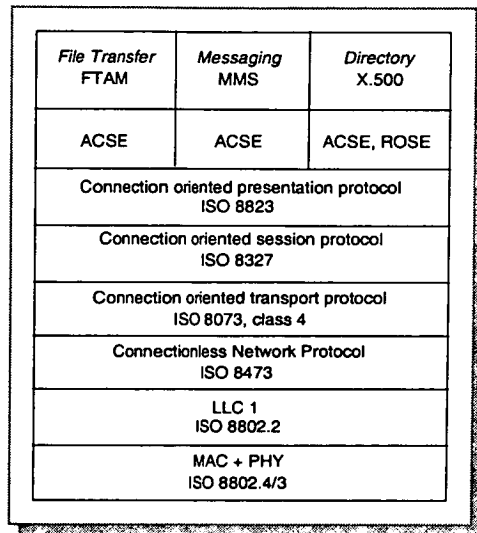 File Transfer Messaging Directory
FTAM MMS X.500
ACSE ACSE ACSE, ROSE
Connection oriented presentation protocol
ISO 8823
Connection oriented session protocol
ISO 8327
Connection oriented transport protocol
ISO 8073, class 4
Connectionless Network Protocol
ISO 8473
LLC 1
ISO 8802.2
MAC + PHY
ISO 8802.4/3